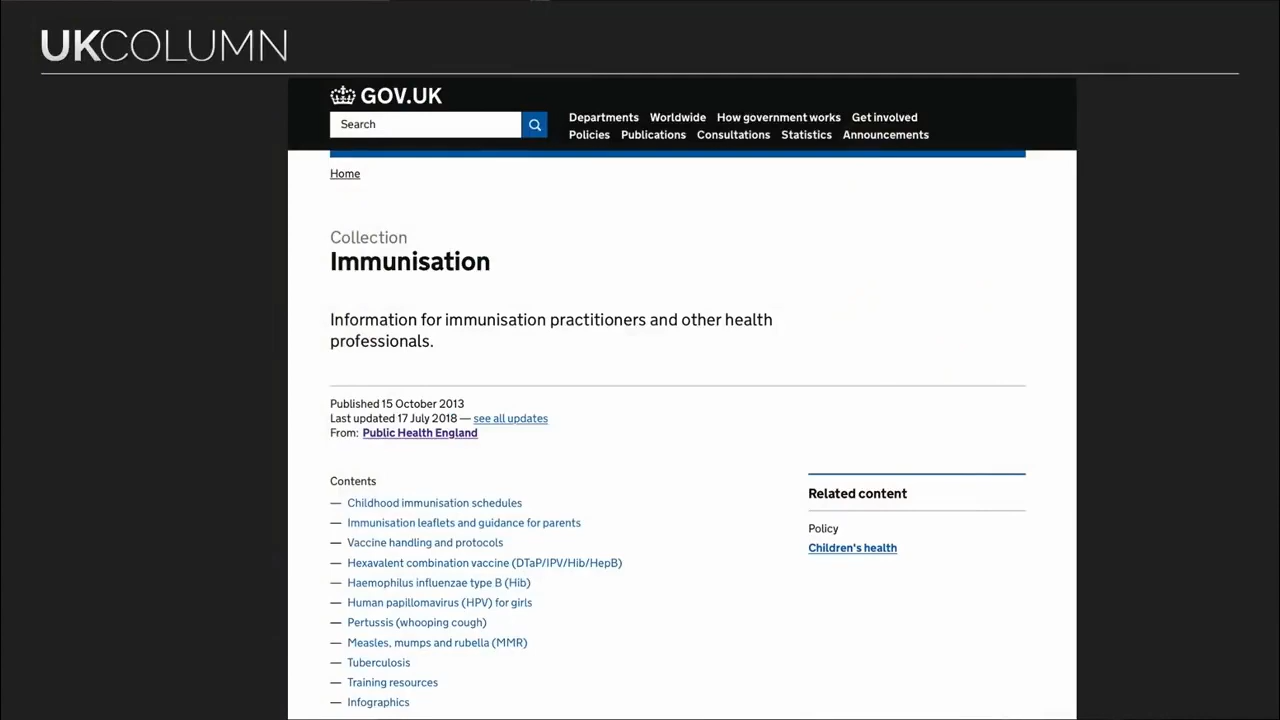 UKCOLUMN
GOV.UK
Search
Departments Worldwide How government works Get involved
Policies Publications Consultations Statistics Announcements
Home
Collection
Immunisation
Information for immunisation practitioners and other health
professionals.
Published 15 October 2013
Last updated 17 July 2018 — see all updates
From: Public Health England
Contents
— Childhood immunisation schedules
— Immunisation leaflets and guidance for parents
— Vaccine handling and protocols
— Hexavalent combination vaccine (DTaP/IPV/Hib/HepB)
— Haemophilus influenzae type B (Hib)
— Human papillomavirus (HPV) for girls
— Pertussis (whooping cough)
— Measles, mumps and rubella (MMR)
— Tuberculosis
— Training resources
— Infographics
Related content
Policy
Children's health